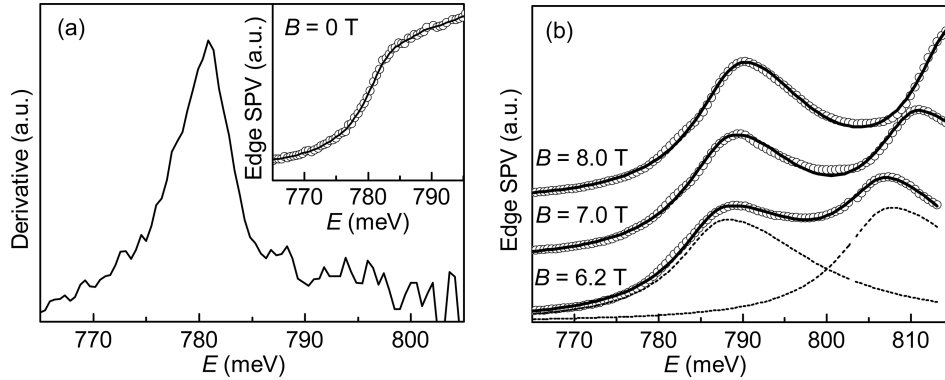 (a)
B = 0 T
Edge SPV (a.u.)
770 780 790
E (meV)
Derivative (a.u.)
770 780 790 800
E (meV)
(b)
Edge SPV (a.u.)
B = 8.0 T
B = 7.0 T
B = 6.2 T
770 780 790 800 810
E (meV)